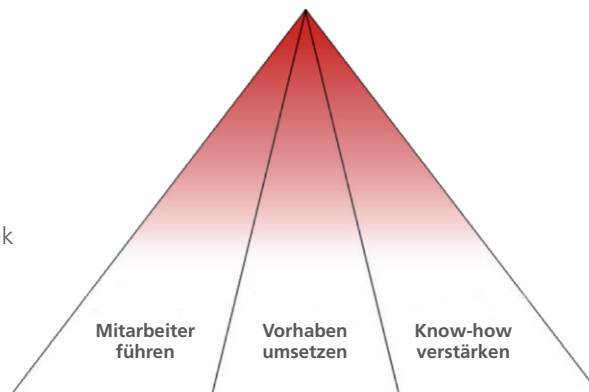 k
Mitarbeiter
führen
Vorhaben
umsetzen
Know-how
verstärken